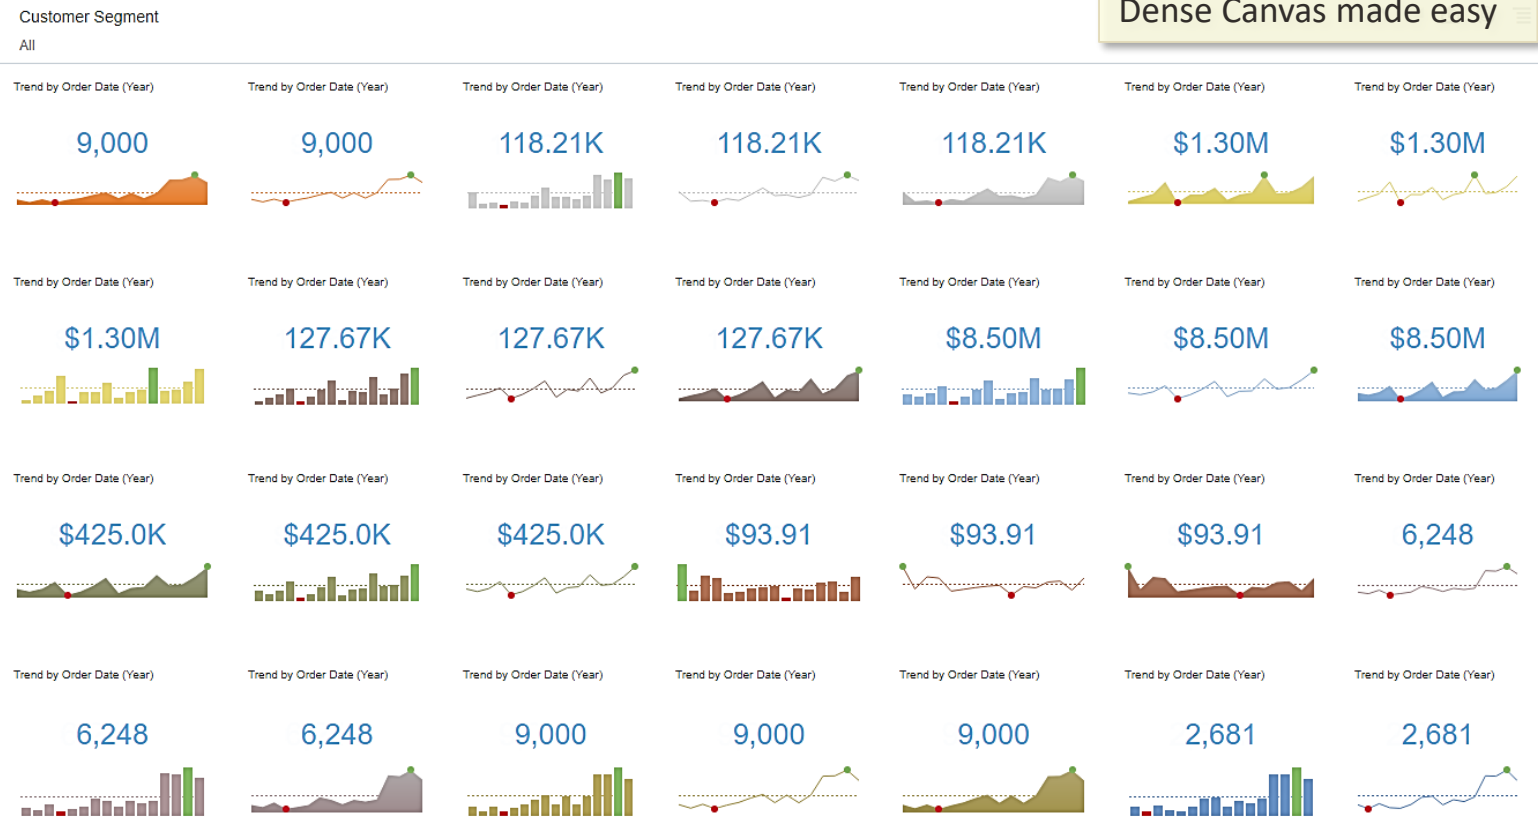 Customer Segment
All
Dense Canvas made easy
Trend by Order Date (Year) Trend by Order Date (Year) Trend by Order Date (Year) Trend by Order Date (Year) Trend by Order Date (Year) Trend by Order Date (Year) Trend by Order Date (Year)
9,000 9,000 118.21K 118.21K 118.21K $1.30M $1.30M
Trend by Order Date (Year) Trend by Order Date (Year) Trend by Order Date (Year) Trend by Order Date (Year) Trend by Order Date (Year) Trend by Order Date (Year) Trend by Order Date (Year)
$1.30M 127.67K 127.67K 127.67K $8.50M $8.50M $8.50M
Trend by Order Date (Year) Trend by Order Date (Year) Trend by Order Date (Year) Trend by Order Date (Year) Trend by Order Date (Year) Trend by Order Date (Year) Trend by Order Date (Year)
$425.0K $425.0K $425.0K $93.91 $93.91 $93.91 6,248
Trend by Order Date (Year) Trend by Order Date (Year) Trend by Order Date (Year) Trend by Order Date (Year) Trend by Order Date (Year) Trend by Order Date (Year) Trend by Order Date (Year)
6,248 6,248 9,000 9,000 9,000 2,681 2,681